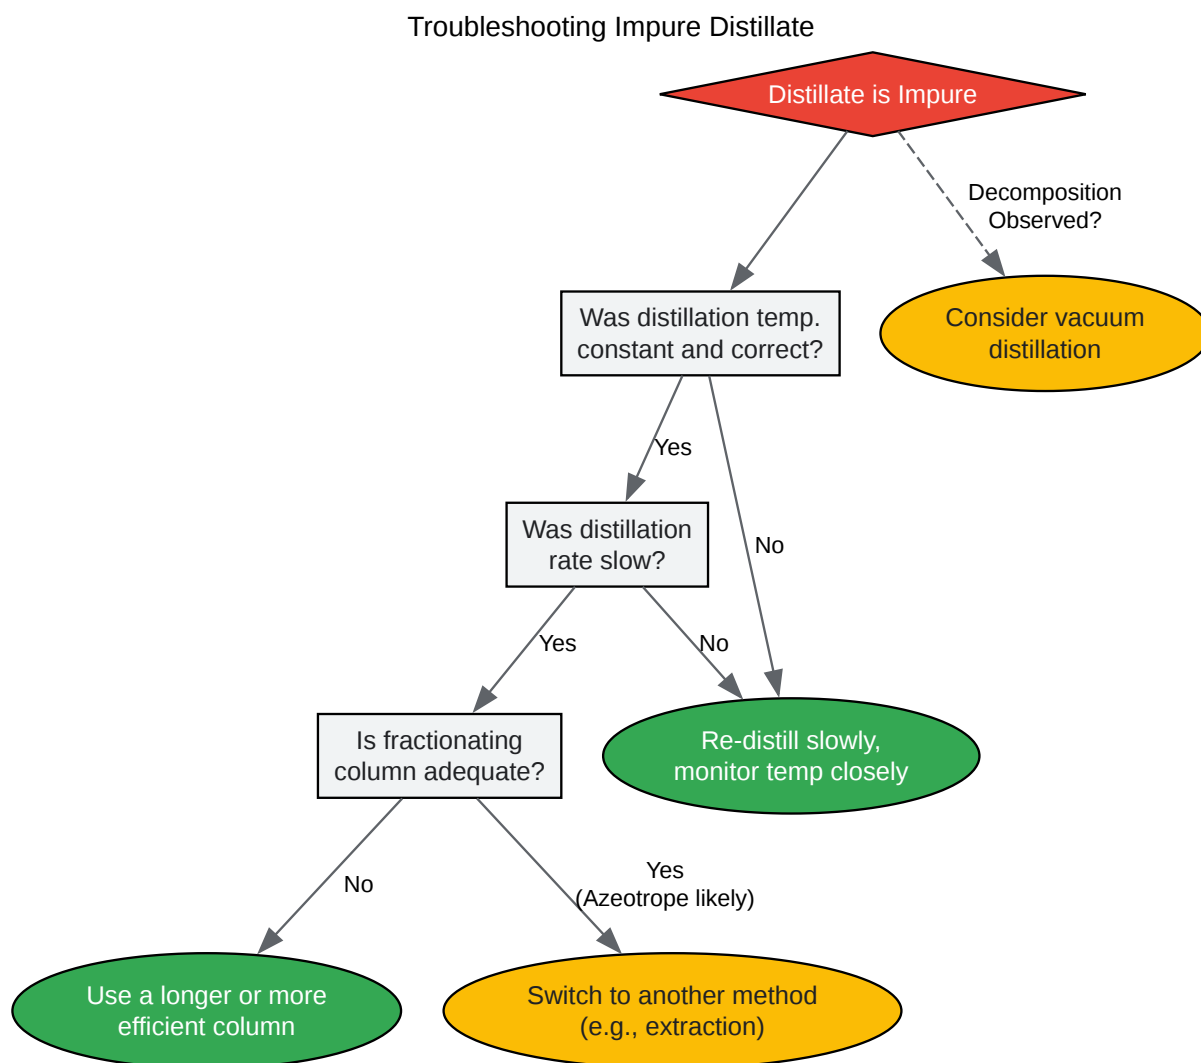 Troubleshooting Impure Distillate
Distillate is Impure
Decomposition
Observed?
Was distillation temp.
constant and correct?
Consider vacuum
distillation
Yes
No
Was distillation
rate slow?
Yes
No
Is fractionating
column adequate?
Re-distill slowly,
monitor temp closely
No
Yes
(Azeotrope likely)
Use a longer or more
efficient column
Switch to another method
(e.g., extraction)